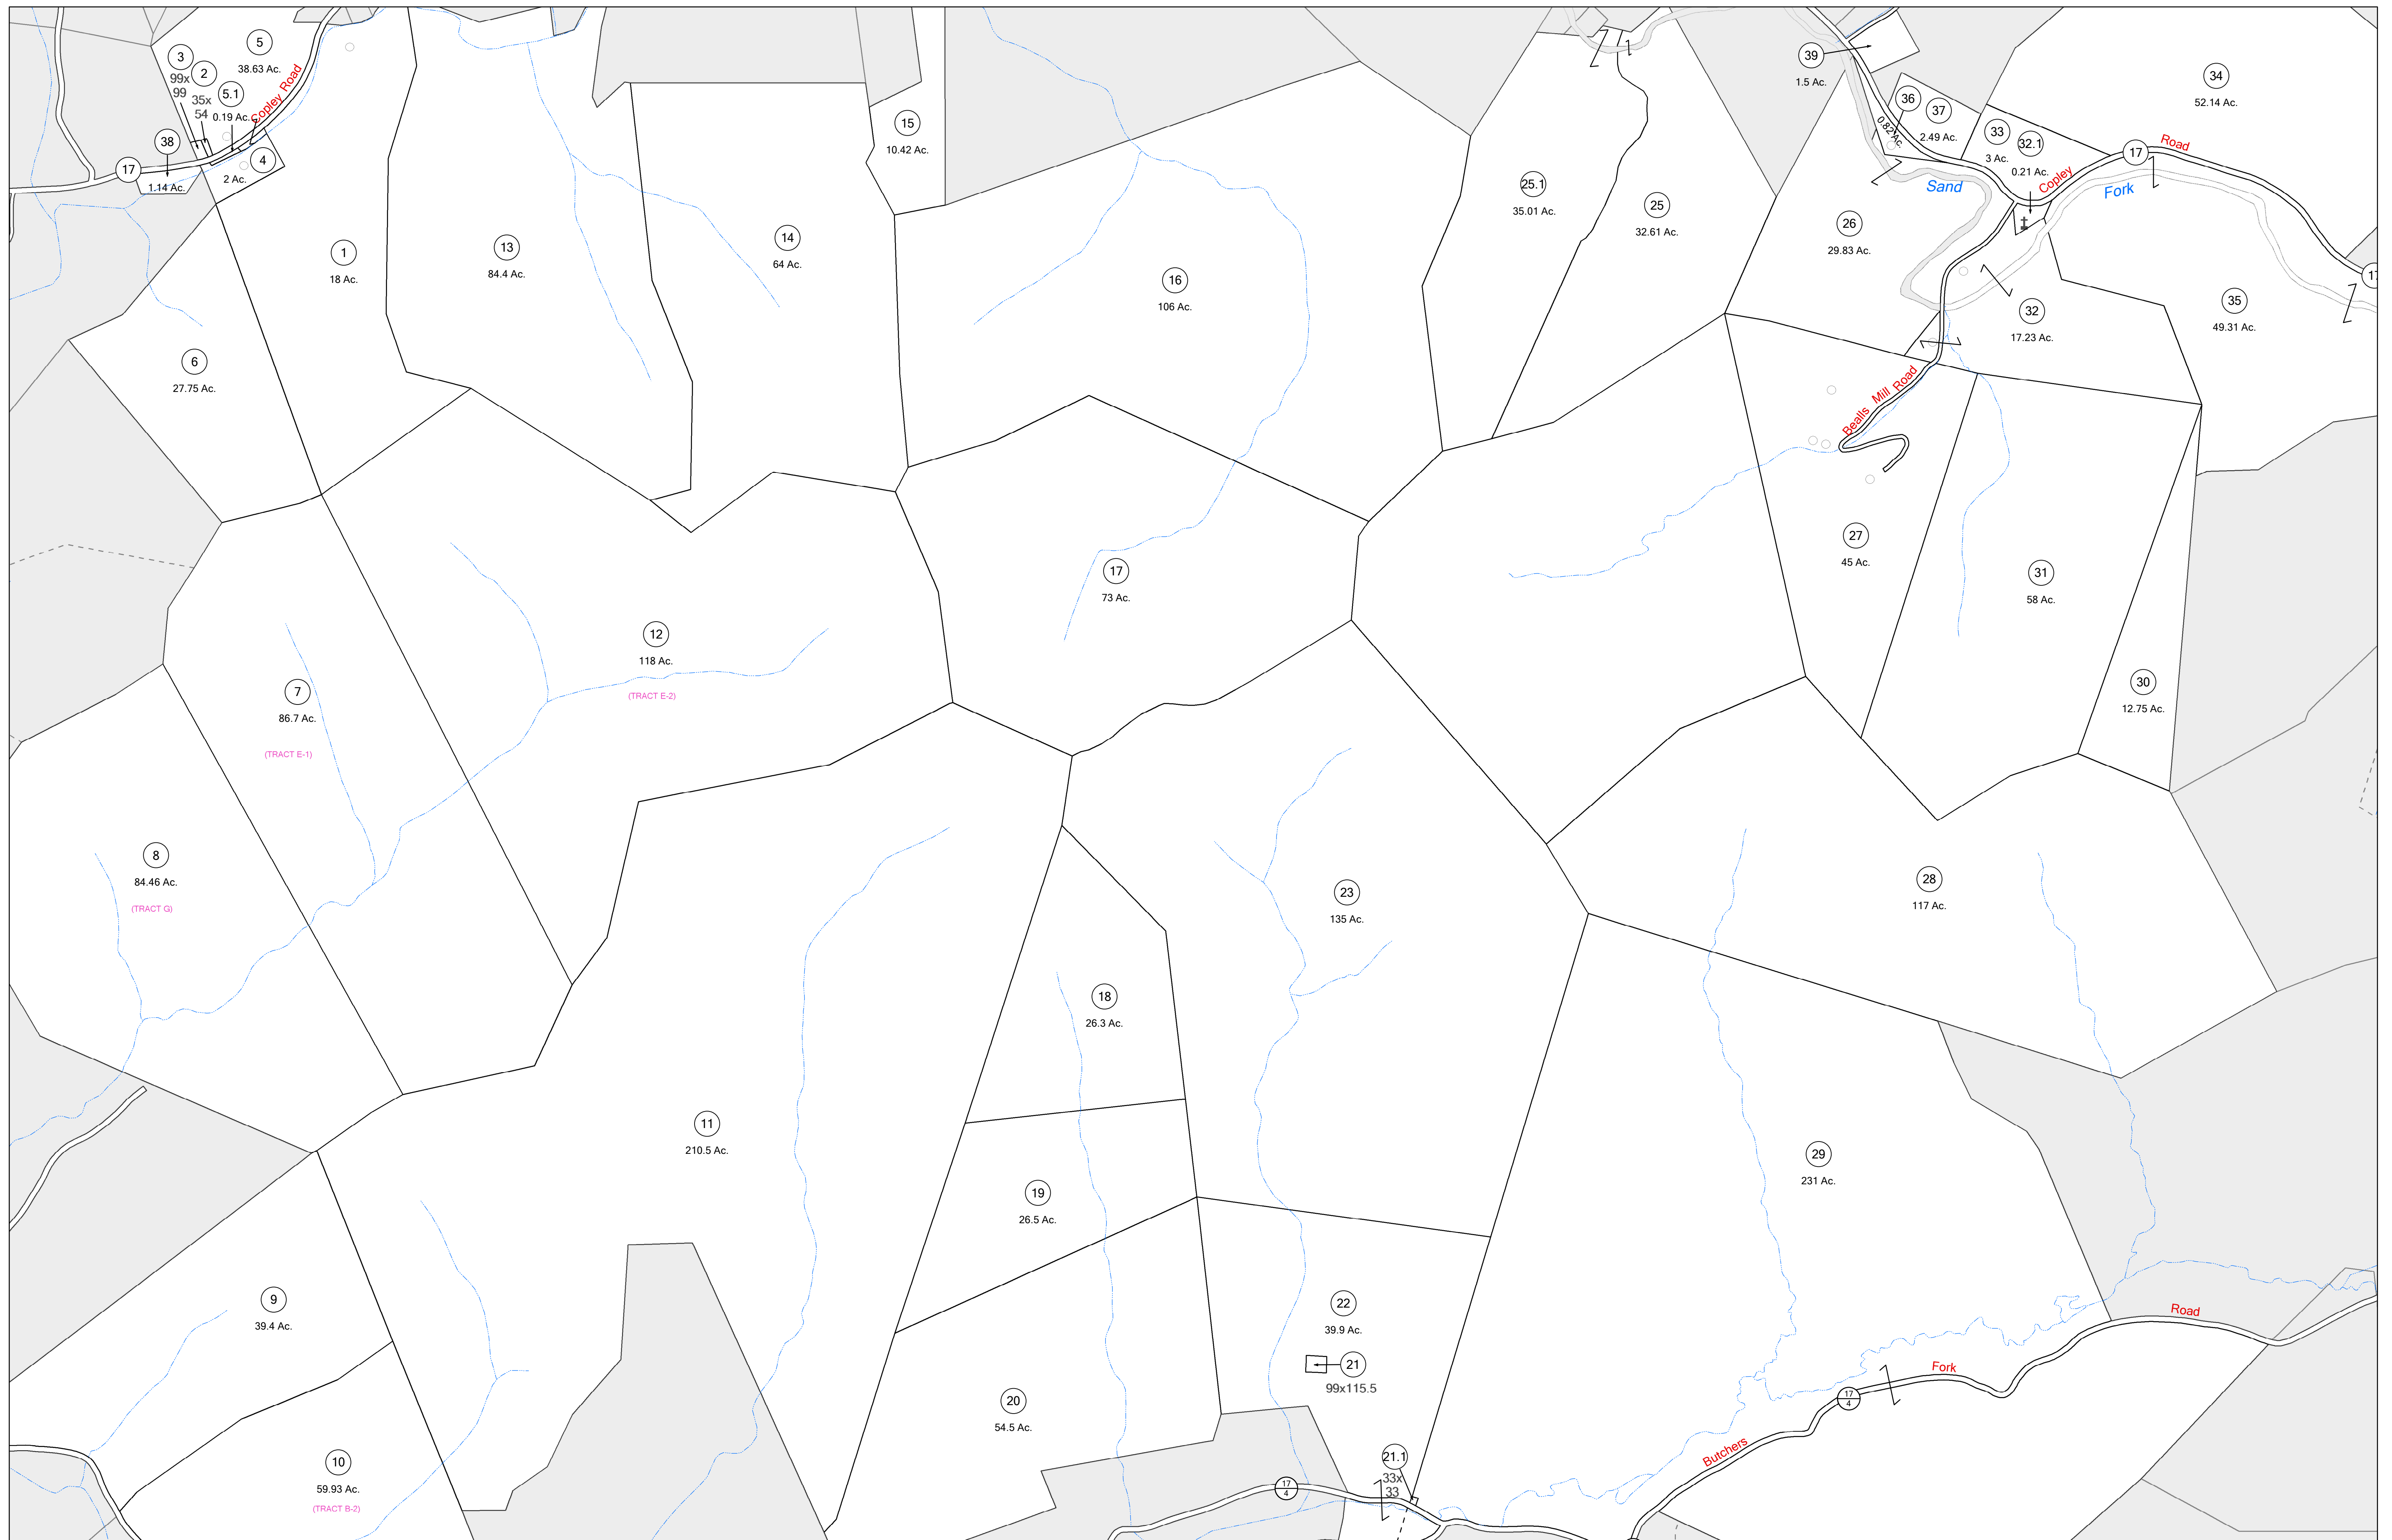 5
38.63 Ac.
3
99x
99
2
35x
54
5.1
0.19 Ac.
Copley Road
38
1.14 Ac.
17
4
2 Ac.
1
18 Ac.
13
84.4 Ac.
14
64 Ac.
15
10.42 Ac.
16
106 Ac.
25.1
35.01 Ac.
25
32.61 Ac.
39
1.5 Ac.
36
0.82 Ac.
37
2.49 Ac.
33
3 Ac.
32.1
0.21 Ac.
34
52.14 Ac.
17
Copley
Road
Sand
Fork
17
26
29.83 Ac.
32
17.23 Ac.
35
49.31 Ac.
6
27.75 Ac.
Bealls Mill Road
27
45 Ac.
31
58 Ac.
30
12.75 Ac.
17
73 Ac.
12
118 Ac.
(TRACT E-2)
7
86.7 Ac.
(TRACT E-1)
8
84.46 Ac.
(TRACT G)
23
135 Ac.
28
117 Ac.
18
26.3 Ac.
11
210.5 Ac.
29
231 Ac.
19
26.5 Ac.
9
39.4 Ac.
22
39.9 Ac.
21
99x115.5
20
54.5 Ac.
10
59.93 Ac.
(TRACT B-2)
21.1
33x
33
17
4
17
4
Butchers
Fork
Road